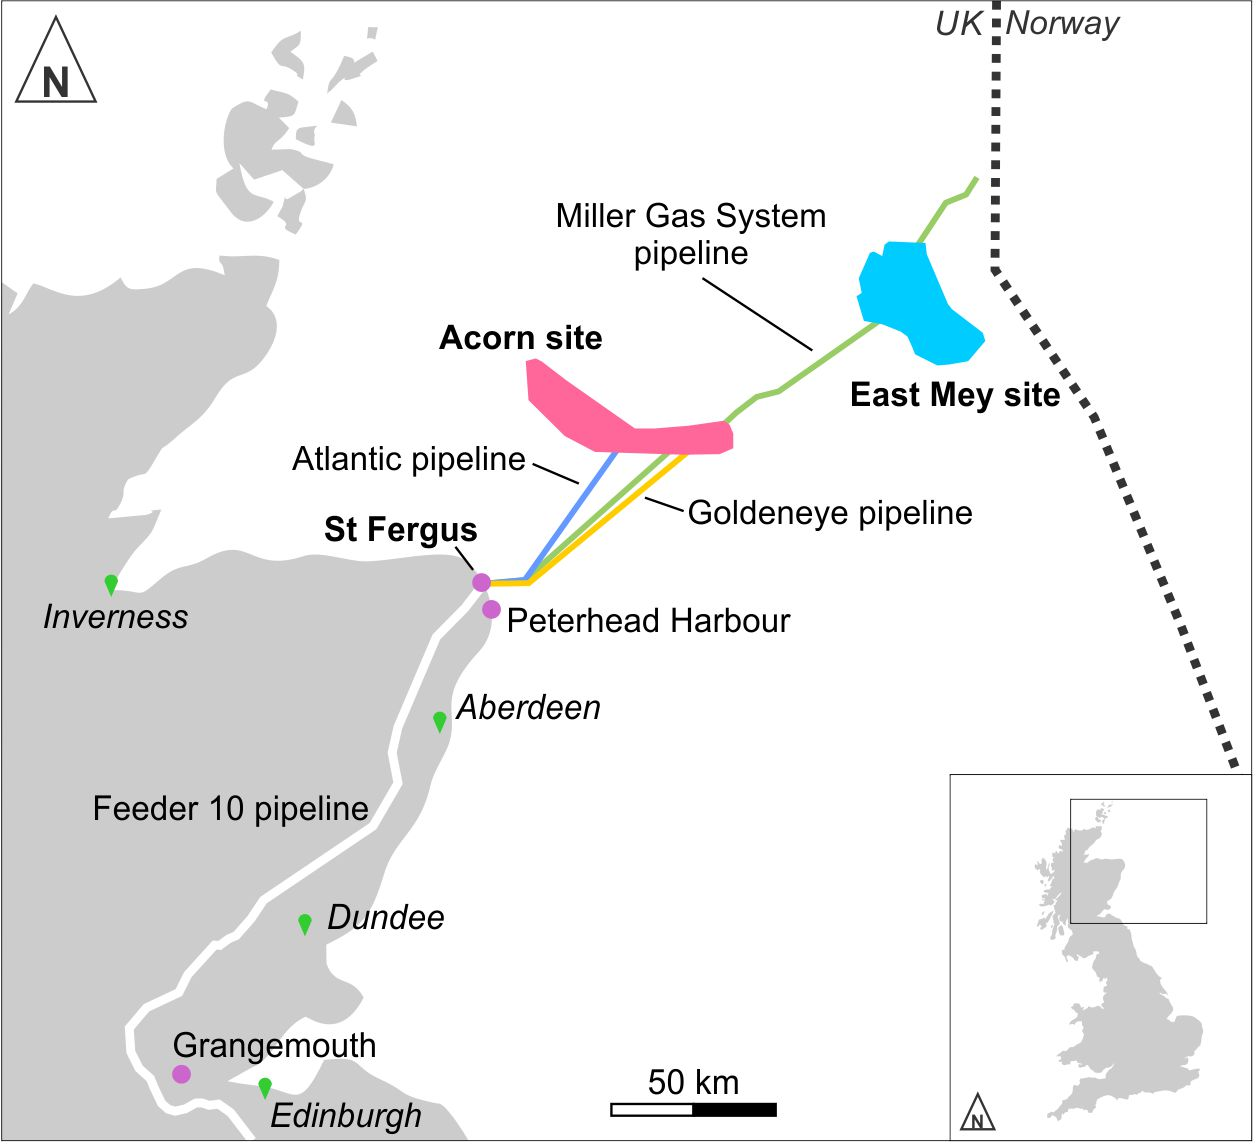 UK Norway
N
Miller Gas System
pipeline
Acorn site
East Mey site
Atlantic pipeline
Goldeneye pipeline
St Fergus
Inverness
Peterhead Harbour
Aberdeen
Feeder 10 pipeline
Dundee
Grangemouth
50 km
Edinburgh
N